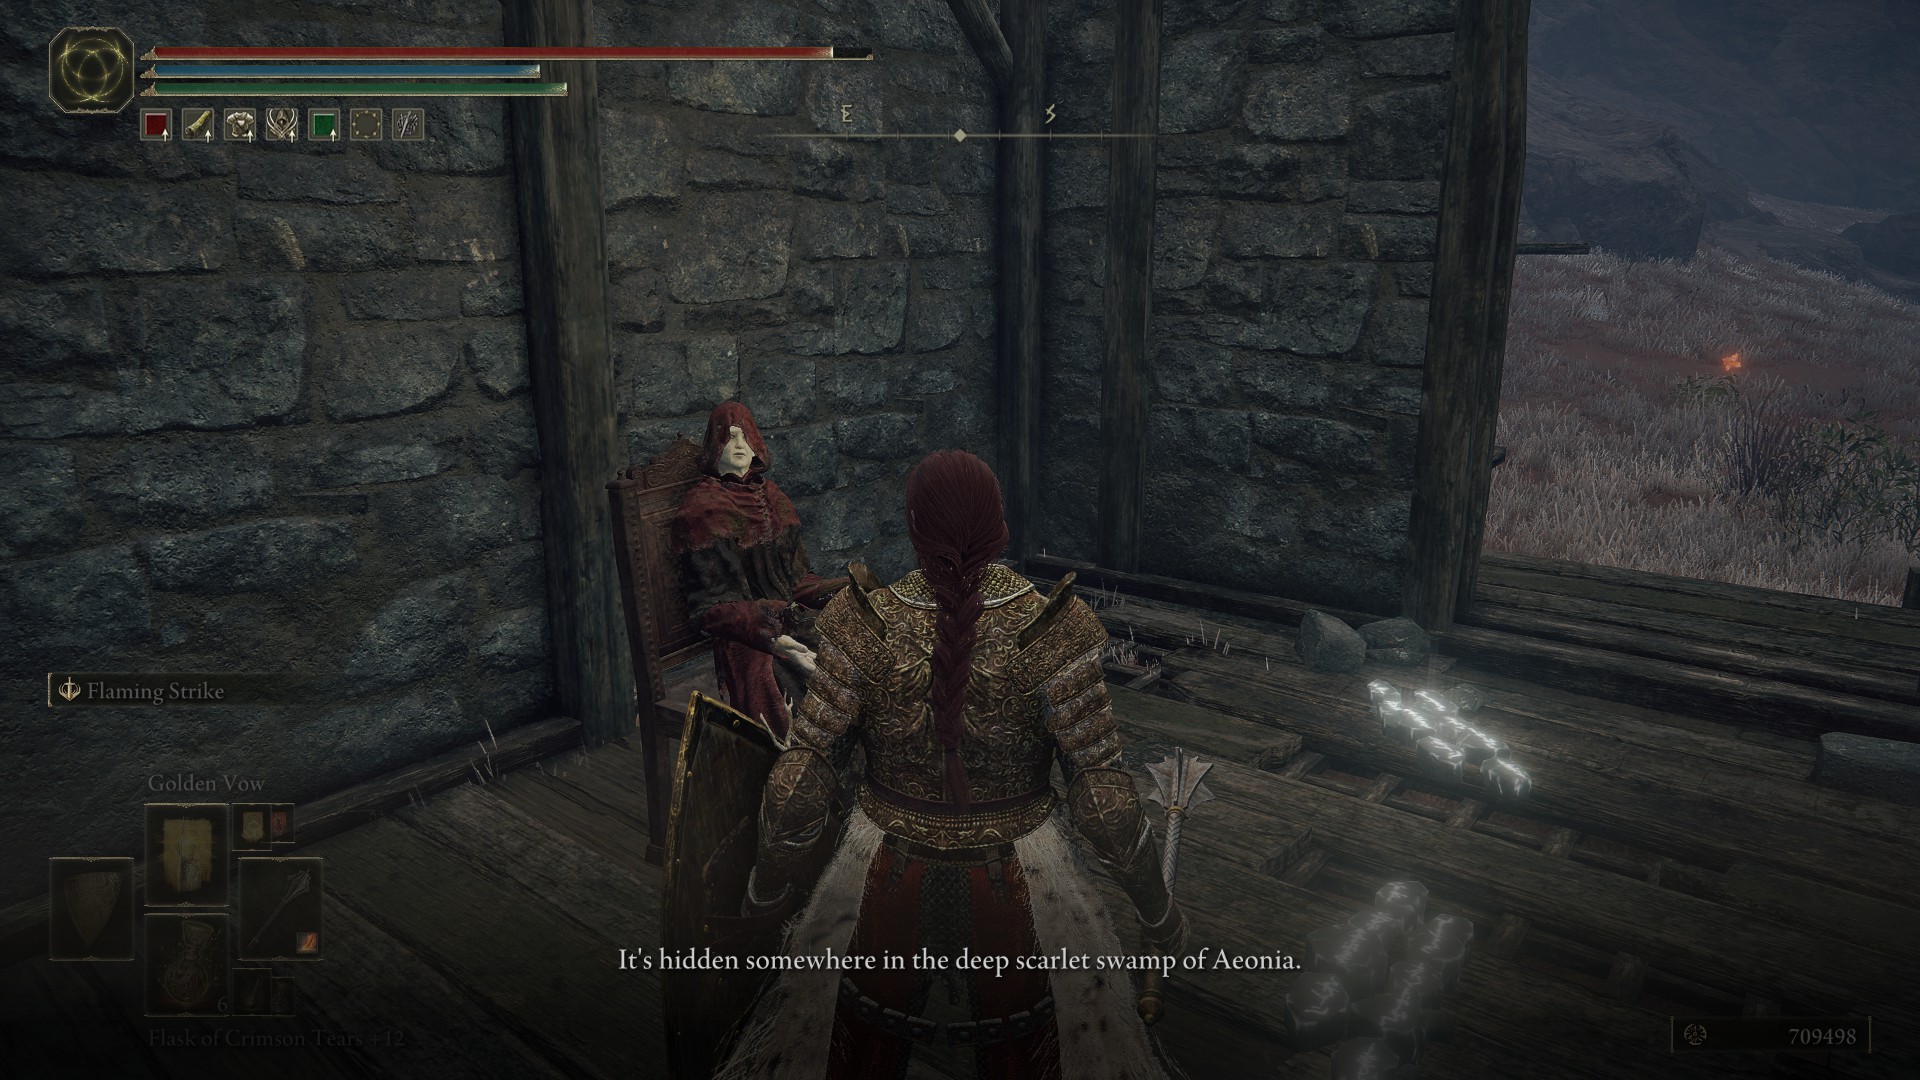 E
S
Flaming Strike
Golden Vow
It's hidden somewhere in the deep scarlet swamp of Aeonia.
6
Flask of Crimson Tears +12
709498